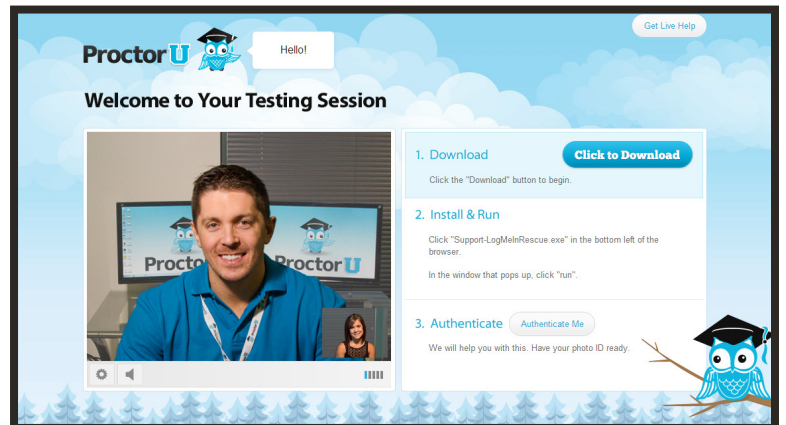 Get Live Help
ProctorU
Hello!
Welcome to Your Testing Session
ProctorU
ProctorU
1. Download
Click to Download
Click the "Download" button to begin.
2. Install & Run
Click "Support-LogMeInRescue.exe" in the bottom left of the
browser.
In the window that pops up, click "run".
3. Authenticate
Authenticate Me
We will help you with this. Have your photo ID ready.